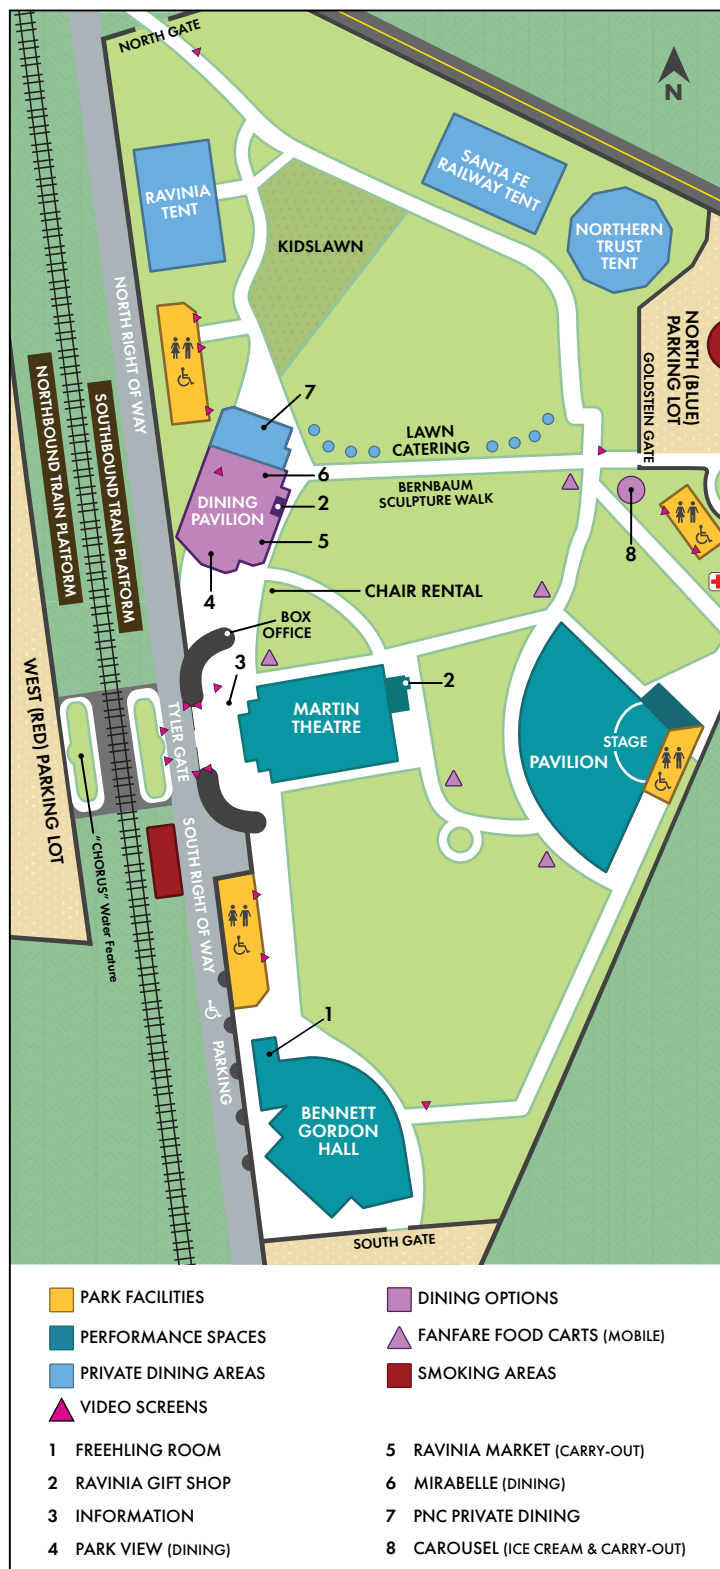 NORTH GATE
N
SANTA FE
RAILWAY TENT
RAVINIA
TENT
NORTHERN
TRUST
TENT
KIDSLAWN
NORTH RIGHT OF WAY
NORTH (BLUE)
PARKING LOT
GOLDSTEIN GATE
NORTHBOUND TRAIN PLATFORM
SOUTHBOUND TRAIN PLATFORM
7
LAWN
CATERING
6
BERNBAUM
SCULPTURE WALK
DINING
PAVILION
2
5
8
4
CHAIR RENTAL
BOX
OFFICE
3
2
MARTIN
THEATRE
WEST (RED) PARKING LOT
TYLER GATE
STAGE
PAVILION
"CHORUS" Water Feature
SOUTH RIGHT OF WAY
PARKING
1
BENNETT
GORDON
HALL
SOUTH GATE
PARK FACILITIES
PERFORMANCE SPACES
PRIVATE DINING AREAS
VIDEO SCREENS
DINING OPTIONS
FANFARE FOOD CARTS (MOBILE)
SMOKING AREAS
1 FREEHLING ROOM
2 RAVINIA GIFT SHOP
3 INFORMATION
4 PARK VIEW (DINING)
5 RAVINIA MARKET (CARRY-OUT)
6 MIRABELLE (DINING)
7 PNC PRIVATE DINING
8 CAROUSEL (ICE CREAM & CARRY-OUT)